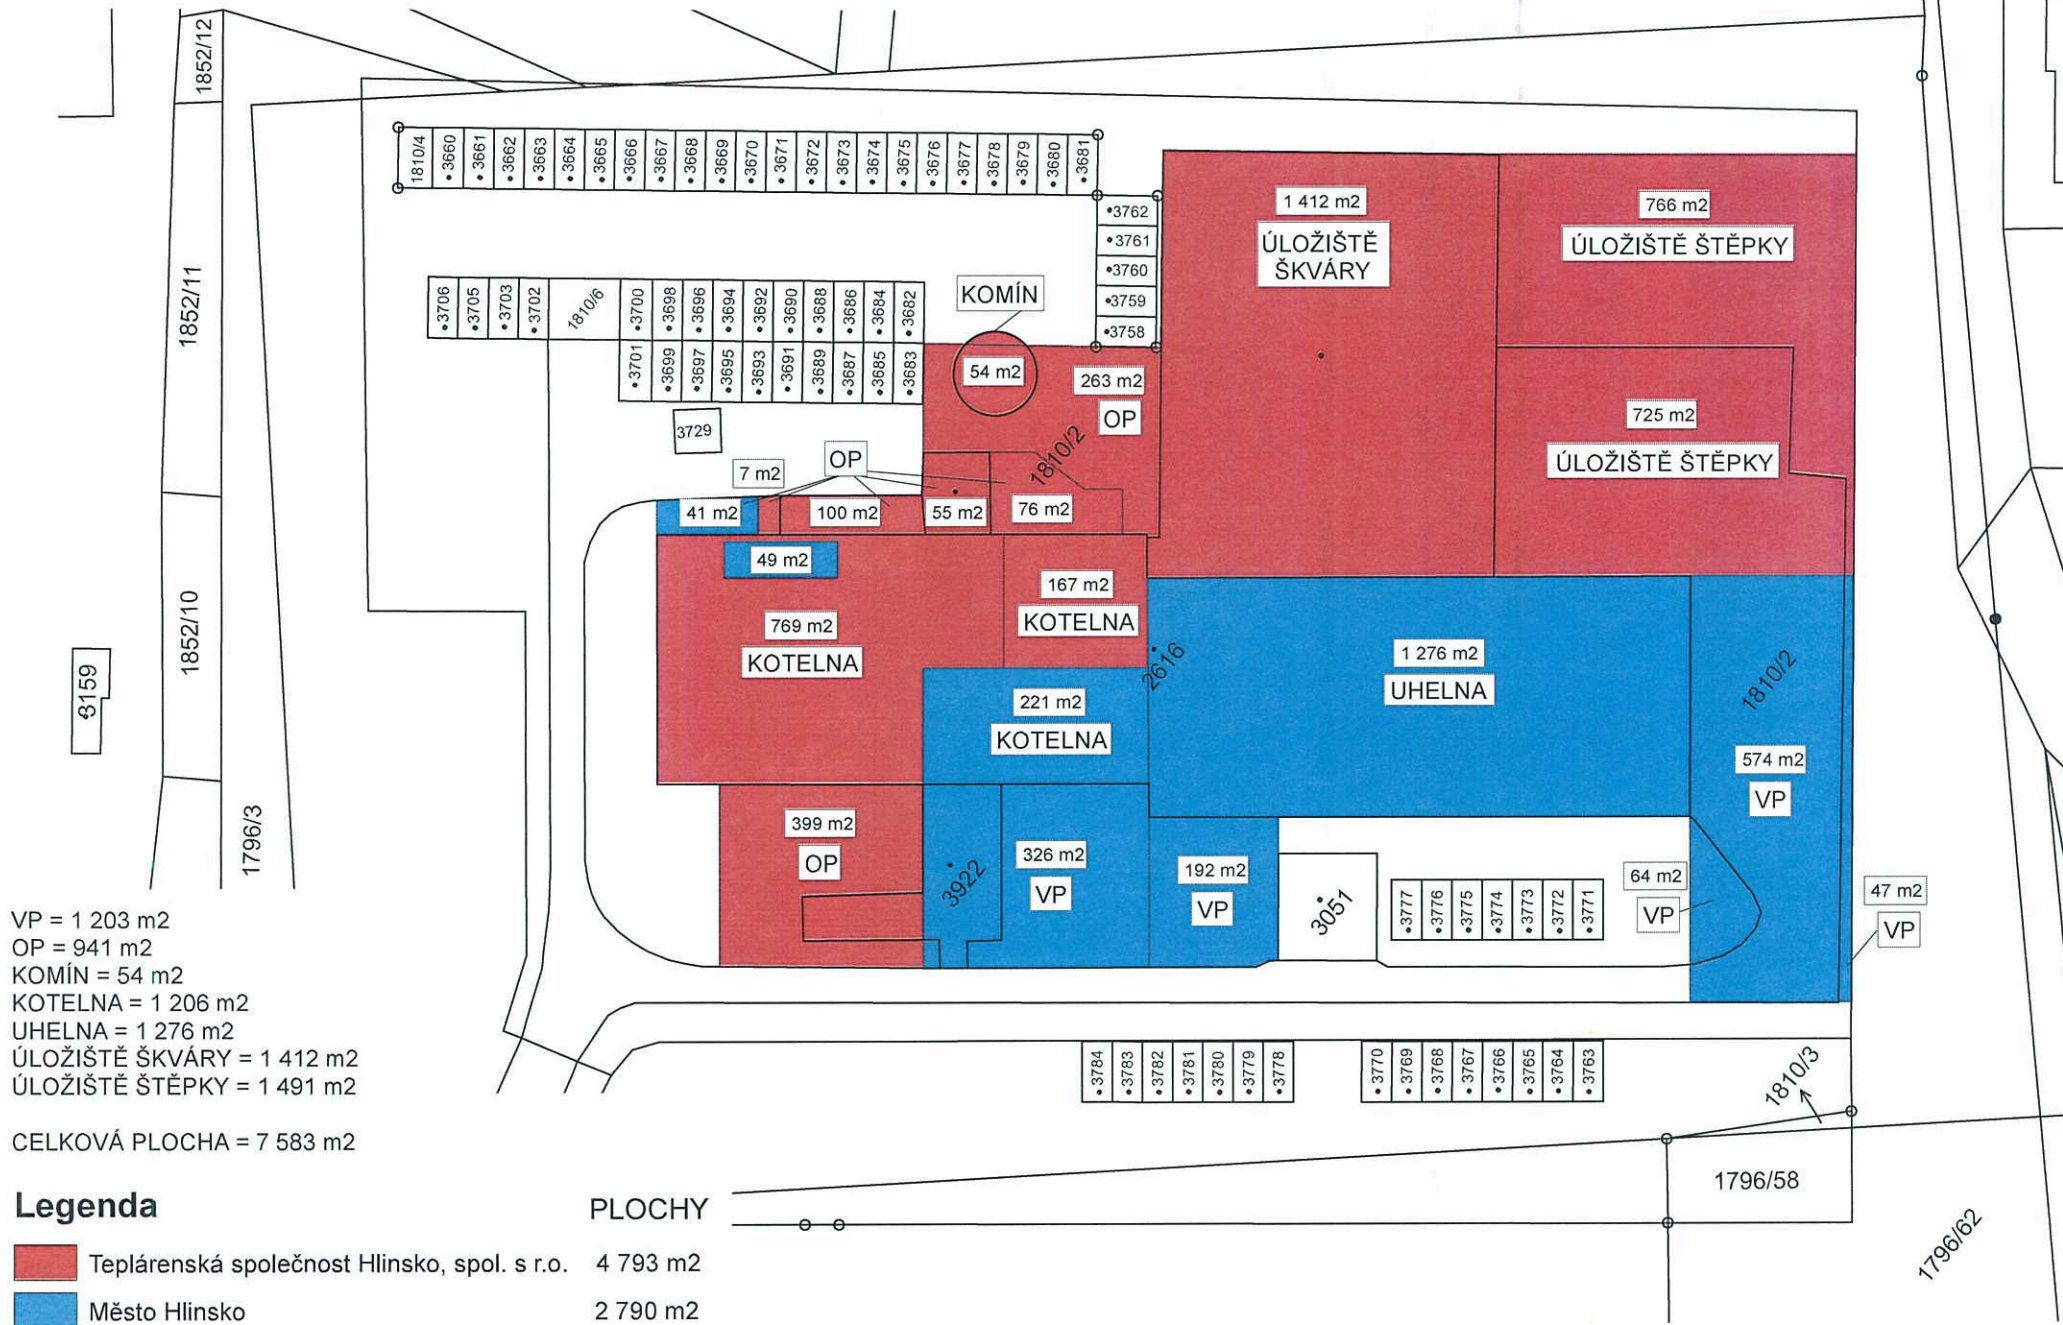 1852/12
1852/11
1852/10
3159
1796/3
1810/4
3660
3661
3662
3663
3664
3665
3666
3667
3668
3669
3670
3671
3672
3673
3674
3675
3676
3677
3678
3679
3680
3681
3762
3761
3760
3759
3758
3706
3705
3703
3702
1810/6
3700
3698
3696
3694
3692
3690
3688
3686
3684
3682
3701
3699
3697
3695
3693
3691
3689
3687
3685
3683
3729
KOMÍN
54 m2
263 m2
OP
1810/2
1 412 m2
ÚLOŽIŠTĚ
ŠKVÁRY
766 m2
ÚLOŽIŠTĚ ŠTĚPKY
725 m2
ÚLOŽIŠTĚ ŠTĚPKY
OP
7 m2
41 m2
100 m2
55 m2
76 m2
49 m2
167 m2
KOTELNA
769 m2
KOTELNA
221 m2
KOTELNA
2616
1 276 m2
UHELNA
1810/2
574 m2
VP
399 m2
OP
3922
326 m2
VP
192 m2
VP
3051
3777
3776
3775
3774
3773
3772
3771
64 m2
VP
47 m2
VP
3784
3783
3782
3781
3780
3779
3778
3770
3769
3768
3767
3766
3765
3764
3763
1810/3
1796/58
1796/62
VP = 1 203 m2
OP = 941 m2
KOMÍN = 54 m2
KOTELNA = 1 206 m2
UHELNA = 1 276 m2
ÚLOŽIŠTĚ ŠKVÁRY = 1 412 m2
ÚLOŽIŠTĚ ŠTĚPKY = 1 491 m2
CELKOVÁ PLOCHA = 7 583 m2
Legenda PLOCHY
Teplárenská společnost Hlinsko, spol. s r.o. 4 793 m2
Město Hlinsko 2 790 m2